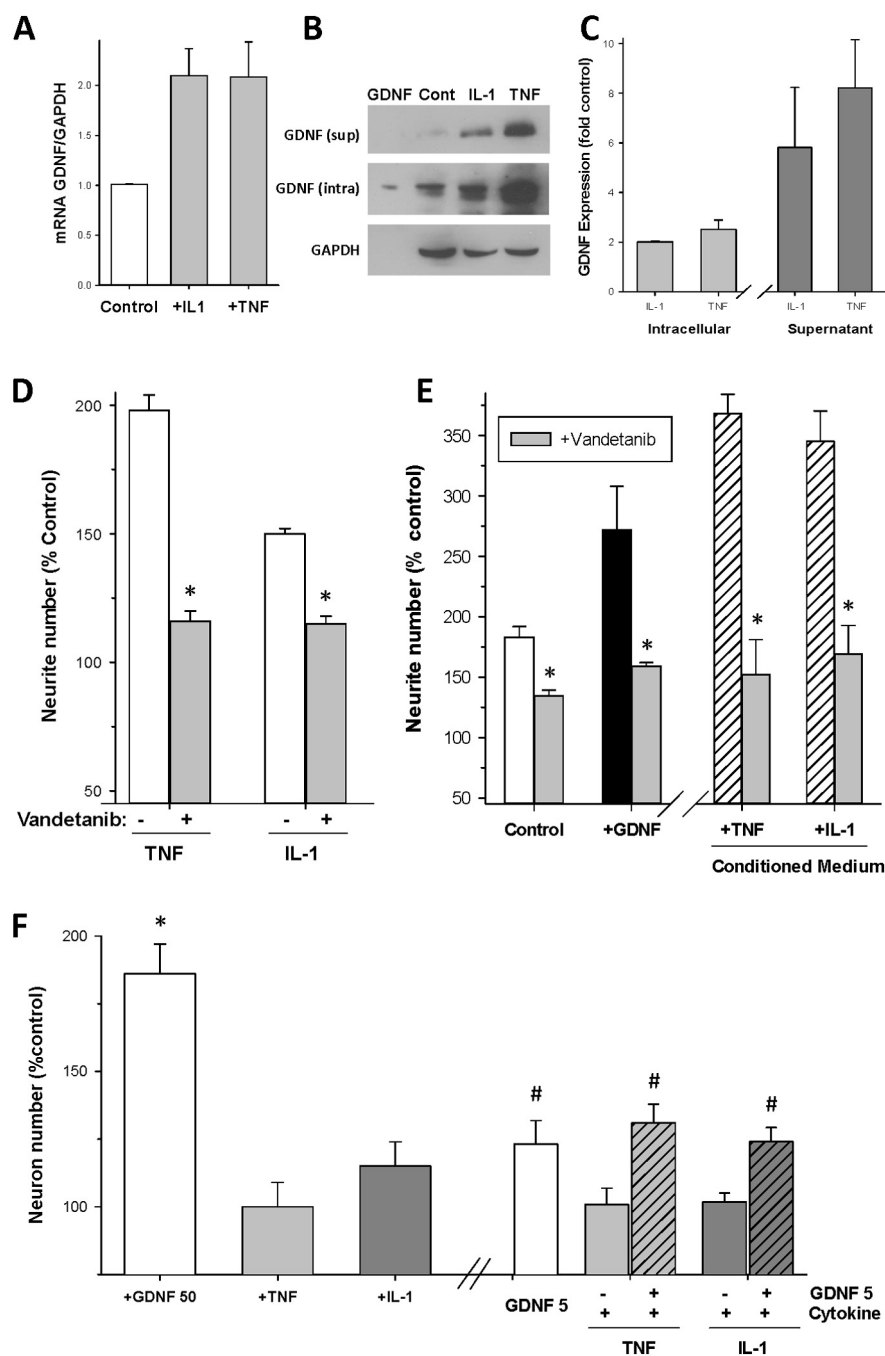 A
mRNA GDNF/GAPDH
2.0
1.5
1.0
0.5
0.0
Control +IL1 +TNF
B
GDNF Cont IL-1 TNF
GDNF (sup)
GDNF (intra)
GAPDH
C
GDNF Expression (fold control)
10
8
6
4
2
0
IL-1 TNF IL-1 TNF
Intracellular Supernatant
D
Neurite number (% Control)
200
150
100
50
* *
Vandetanib: - + - +
TNF IL-1
E
Neurite number (% control)
+Vandetanib
350
300
250
200
150
100
50
* * * *
Control +GDNF +TNF +IL-1
Conditioned Medium
F
Neuron number (%control)
200
150
100
* # # #
+GDNF 50 +TNF +IL-1 GDNF 5
- + - + GDNF 5
+ + + + Cytokine
TNF IL-1